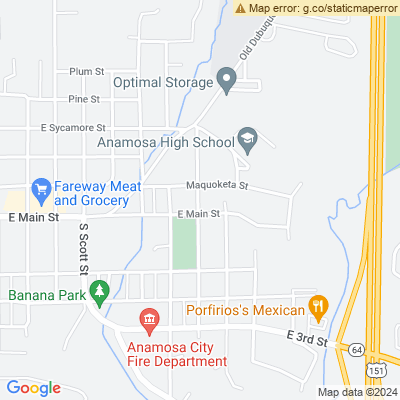 Map error: g.co/staticmaperror
Old Dubuque
Plum St
Optimal Storage
Pine St
E Sycamore St
Anamosa High School
Maquoketa St
Fareway Meat
and Grocery
E Main St
E Main St
S Scott St
Banana Park
Porfirios's Mexican
E 3rd St
Anamosa City
Fire Department
64
151
Google
Map data ©2024